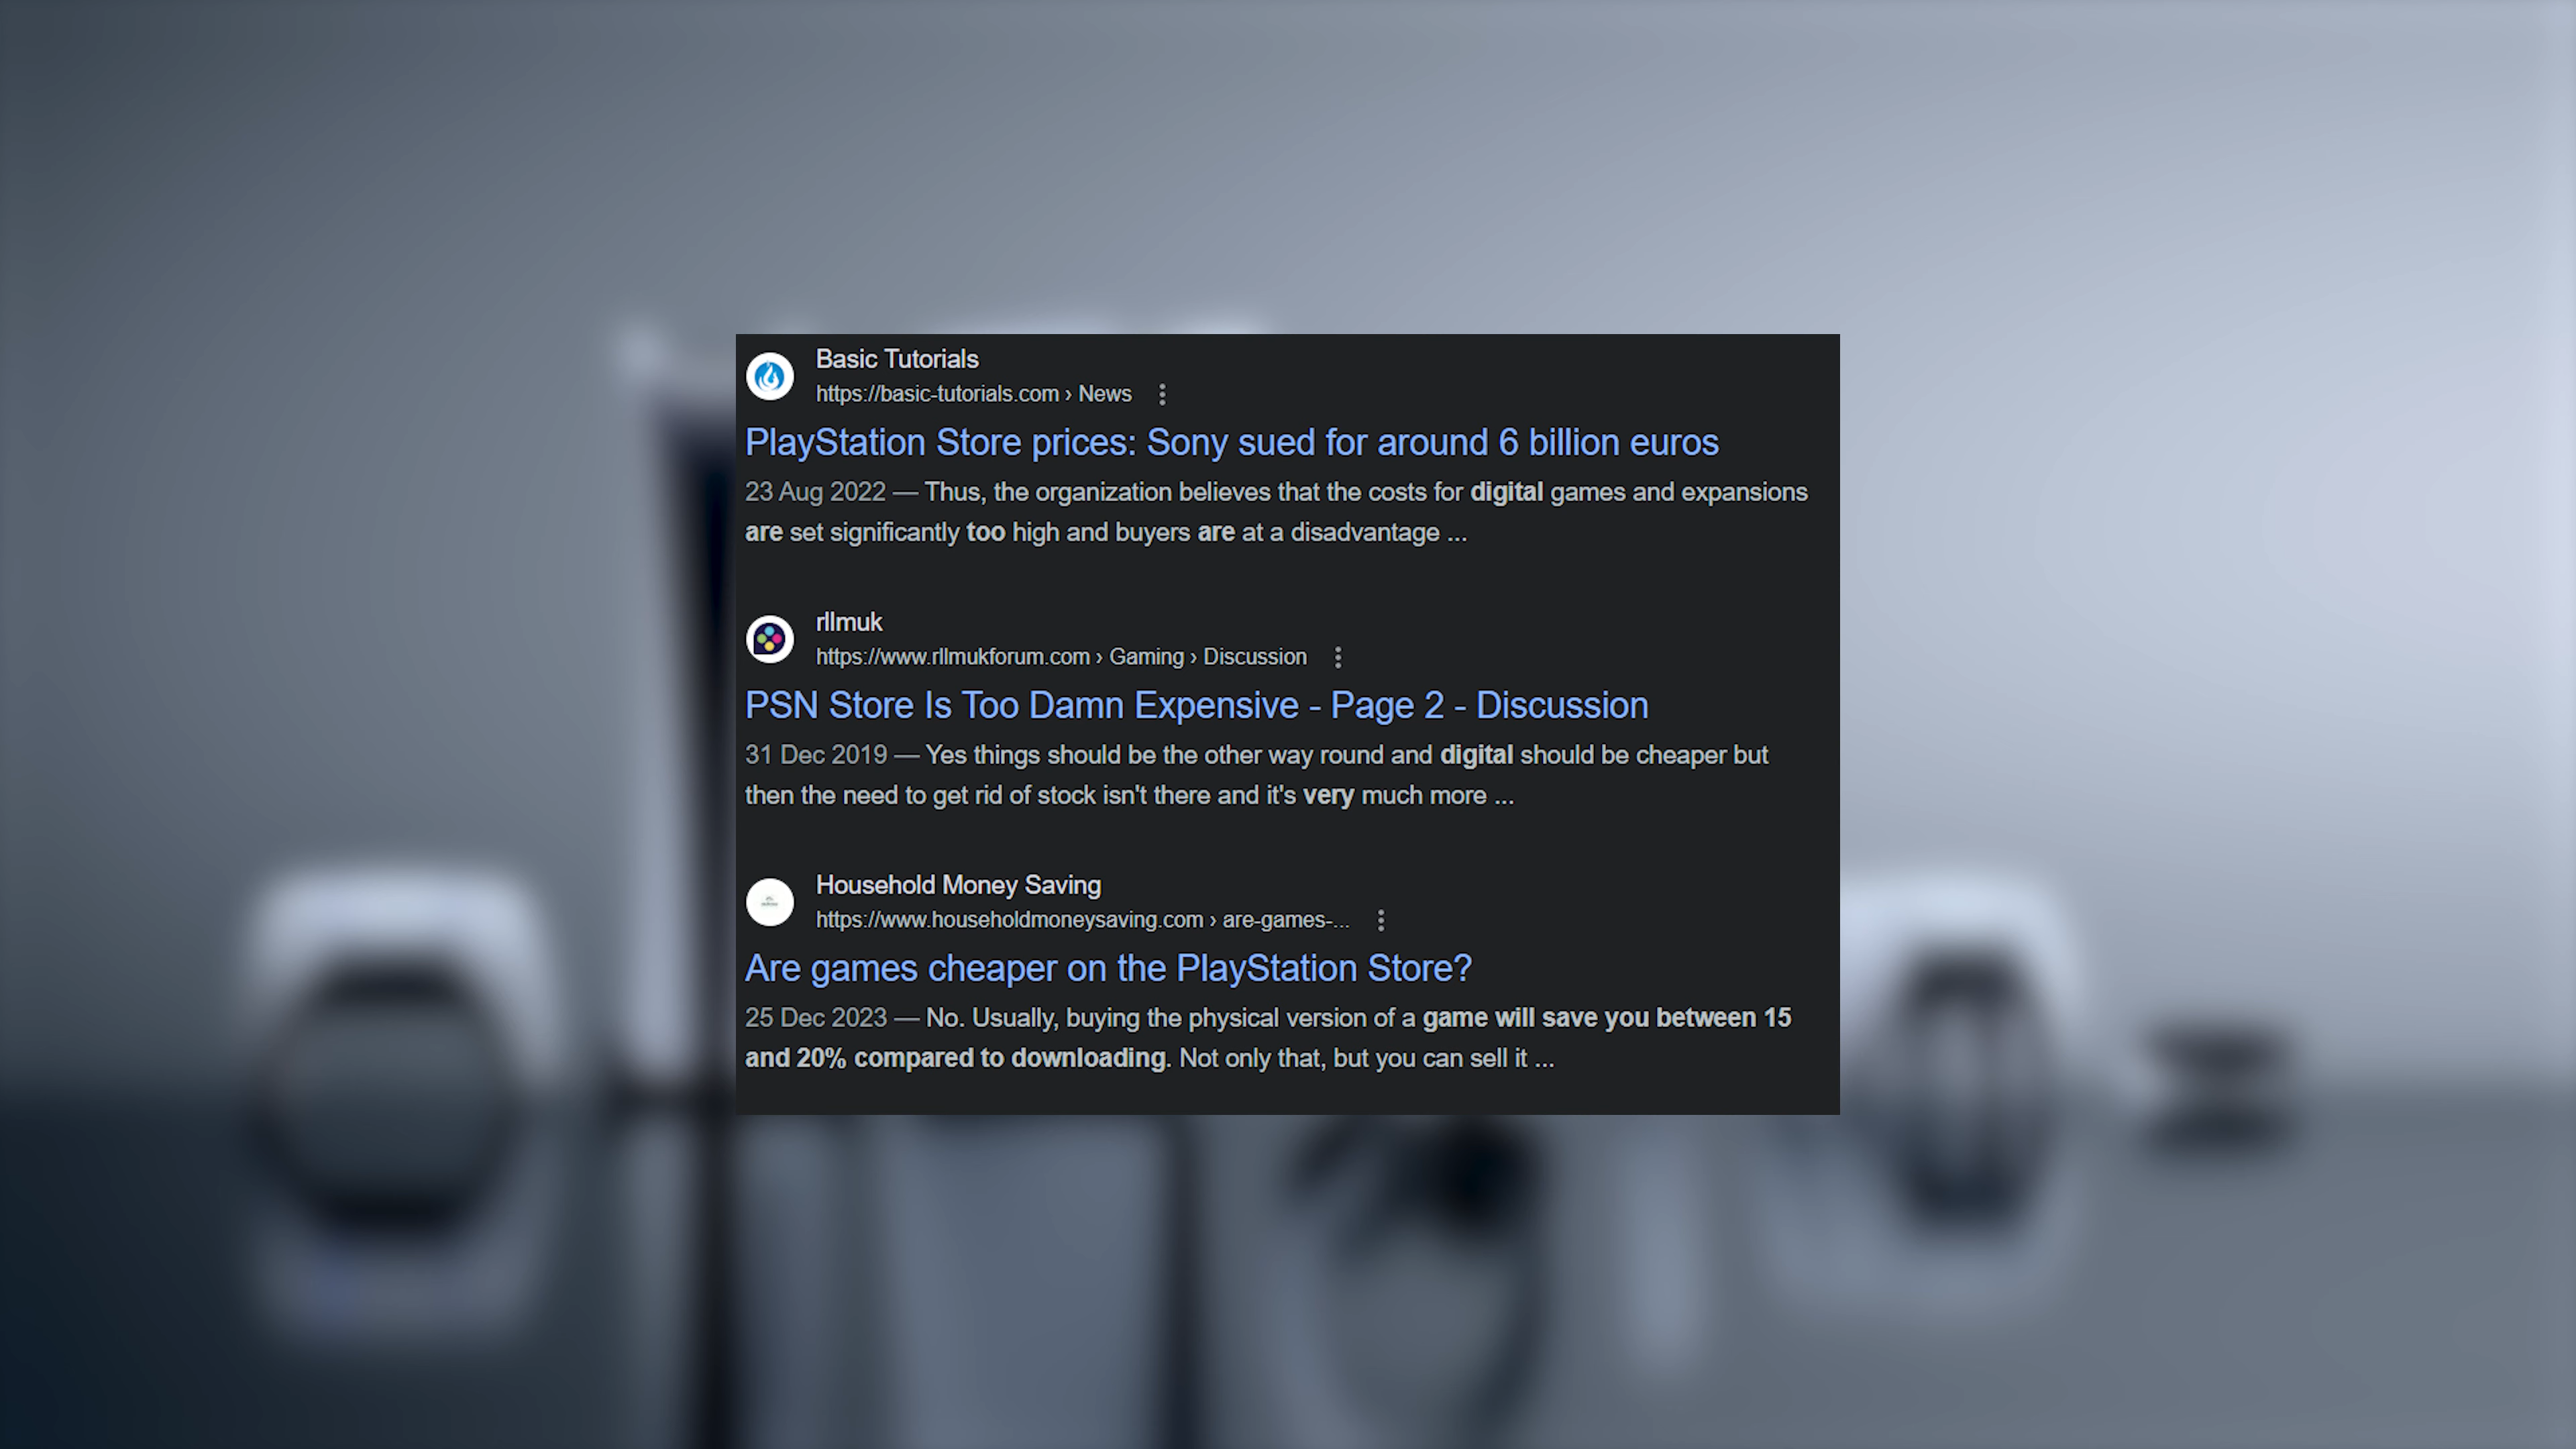 Basic Tutorials
https://basic-tutorials.com › News
PlayStation Store prices: Sony sued for around 6 billion euros
23 Aug 2022 — Thus, the organization believes that the costs for digital games and expansions
are set significantly too high and buyers are at a disadvantage ...
rllmuk
https://www.rllmukforum.com › Gaming › Discussion
PSN Store Is Too Damn Expensive - Page 2 - Discussion
31 Dec 2019 — Yes things should be the other way round and digital should be cheaper but
then the need to get rid of stock isn't there and it's very much more ...
Household Money Saving
https://www.householdmoneysaving.com › are-games-...
Are games cheaper on the PlayStation Store?
25 Dec 2023 — No. Usually, buying the physical version of a game will save you between 15
and 20% compared to downloading. Not only that, but you can sell it ...